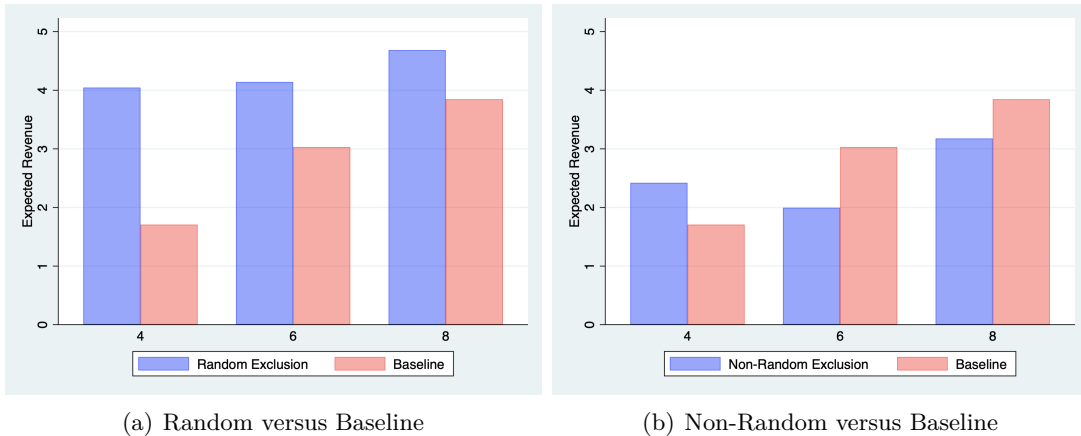 Expected Revenue
5
4
3
2
1
0
4 6 8
Random Exclusion Baseline
(a) Random versus Baseline
Expected Revenue
5
4
3
2
1
0
4 6 8
Non-Random Exclusion Baseline
(b) Non-Random versus Baseline